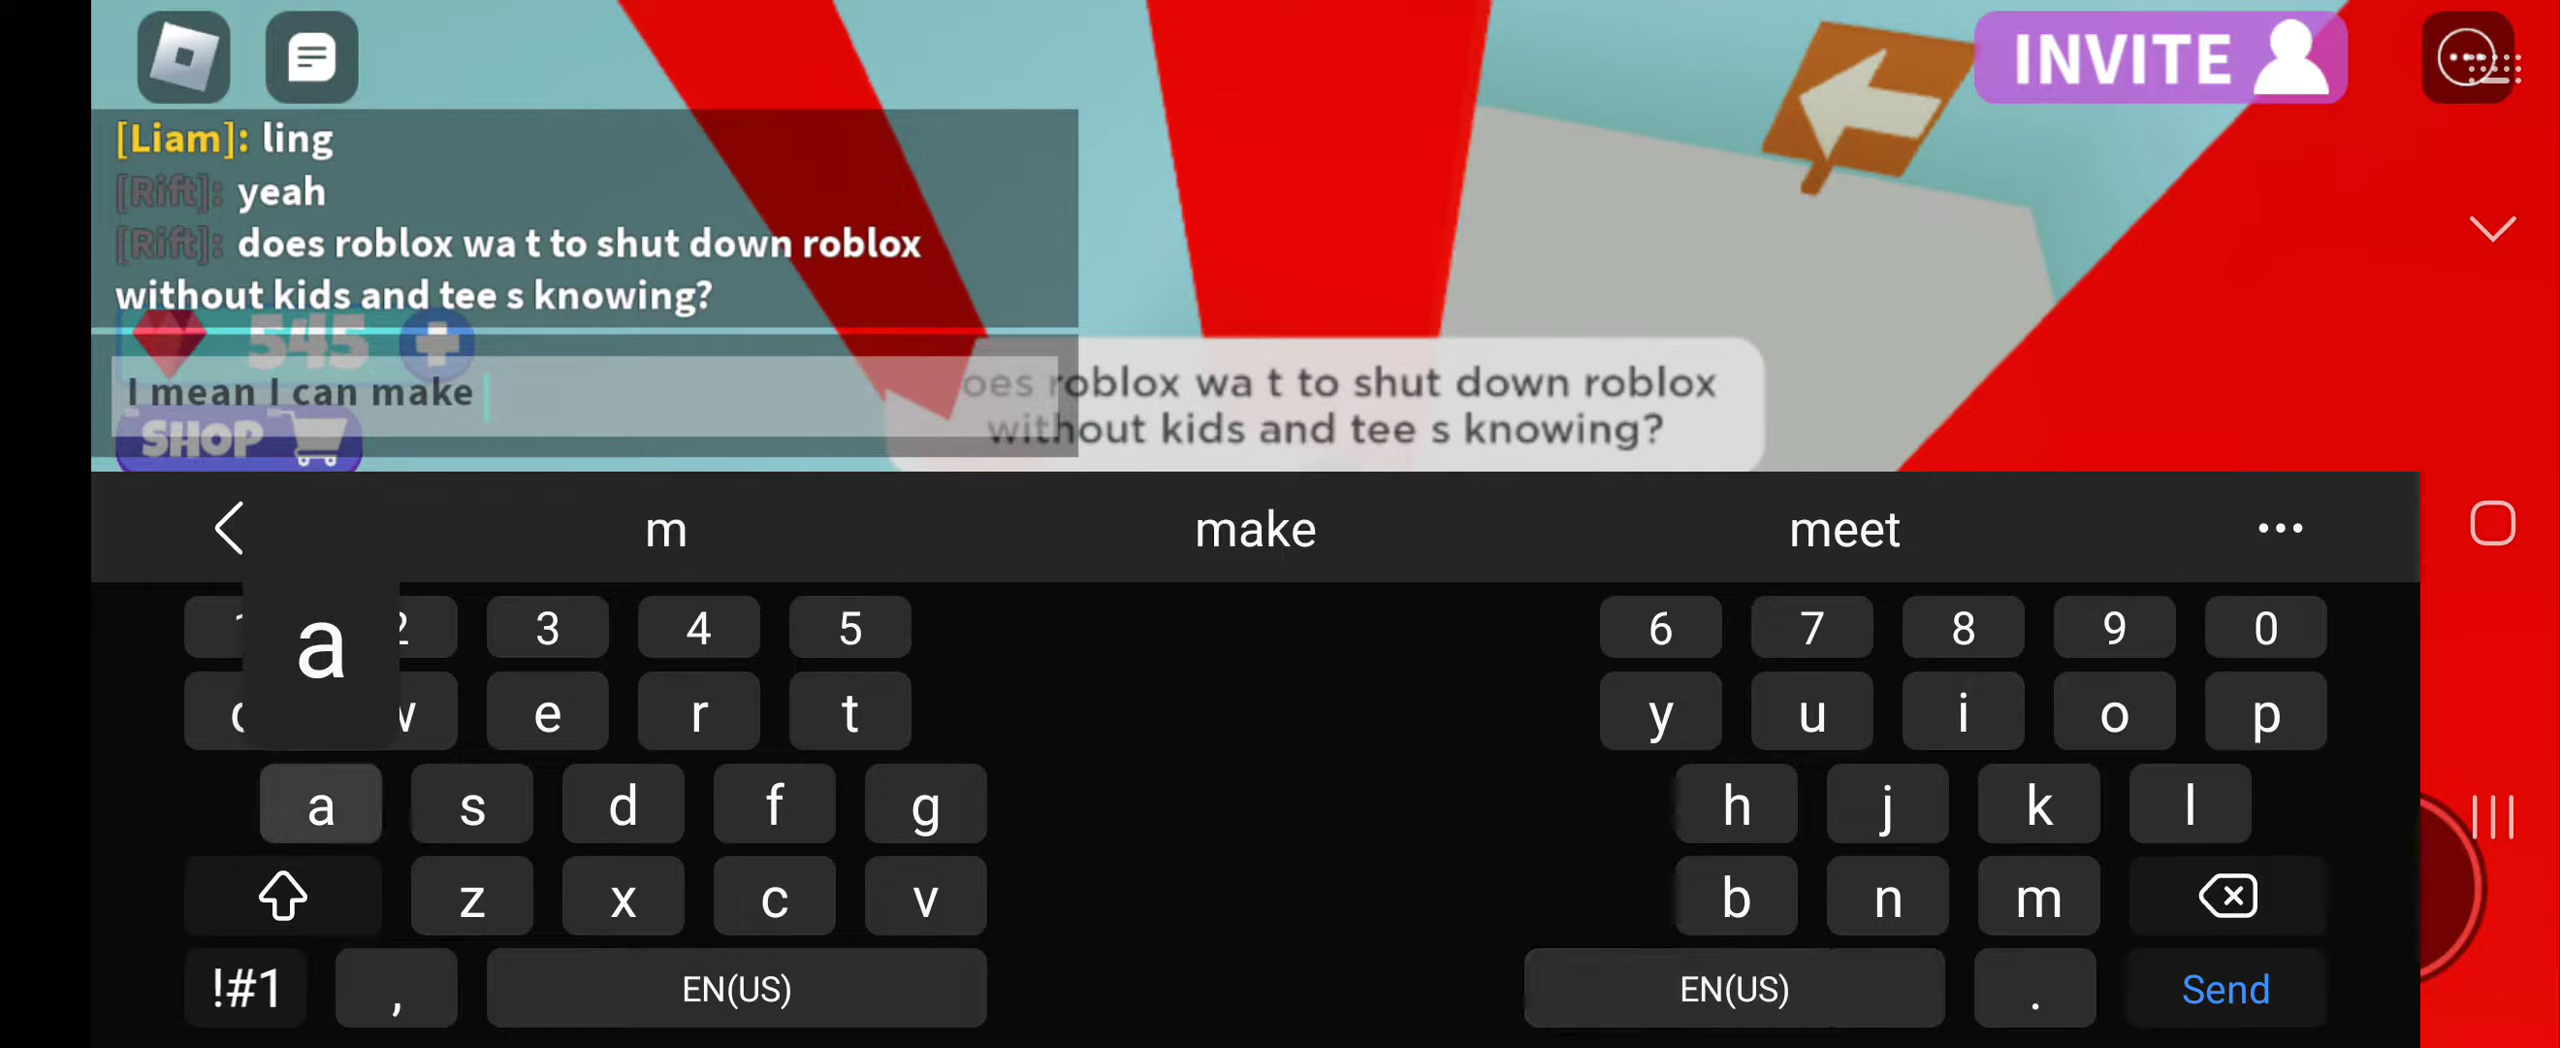 INVITE
[Liam]: ling
[Rift]: yeah
[Rift]: does roblox wa t to shut down roblox
without kids and tee s knowing?
545
I mean I can make
SHOP
oes roblox wa t to shut down roblox
without kids and tee s knowing?
m make meet
a
2 3 4 5 6 7 8 9 0
e r t y u i o p
a s d f g h j k l
z x c v b n m
!#1 , EN(US) EN(US) . Send